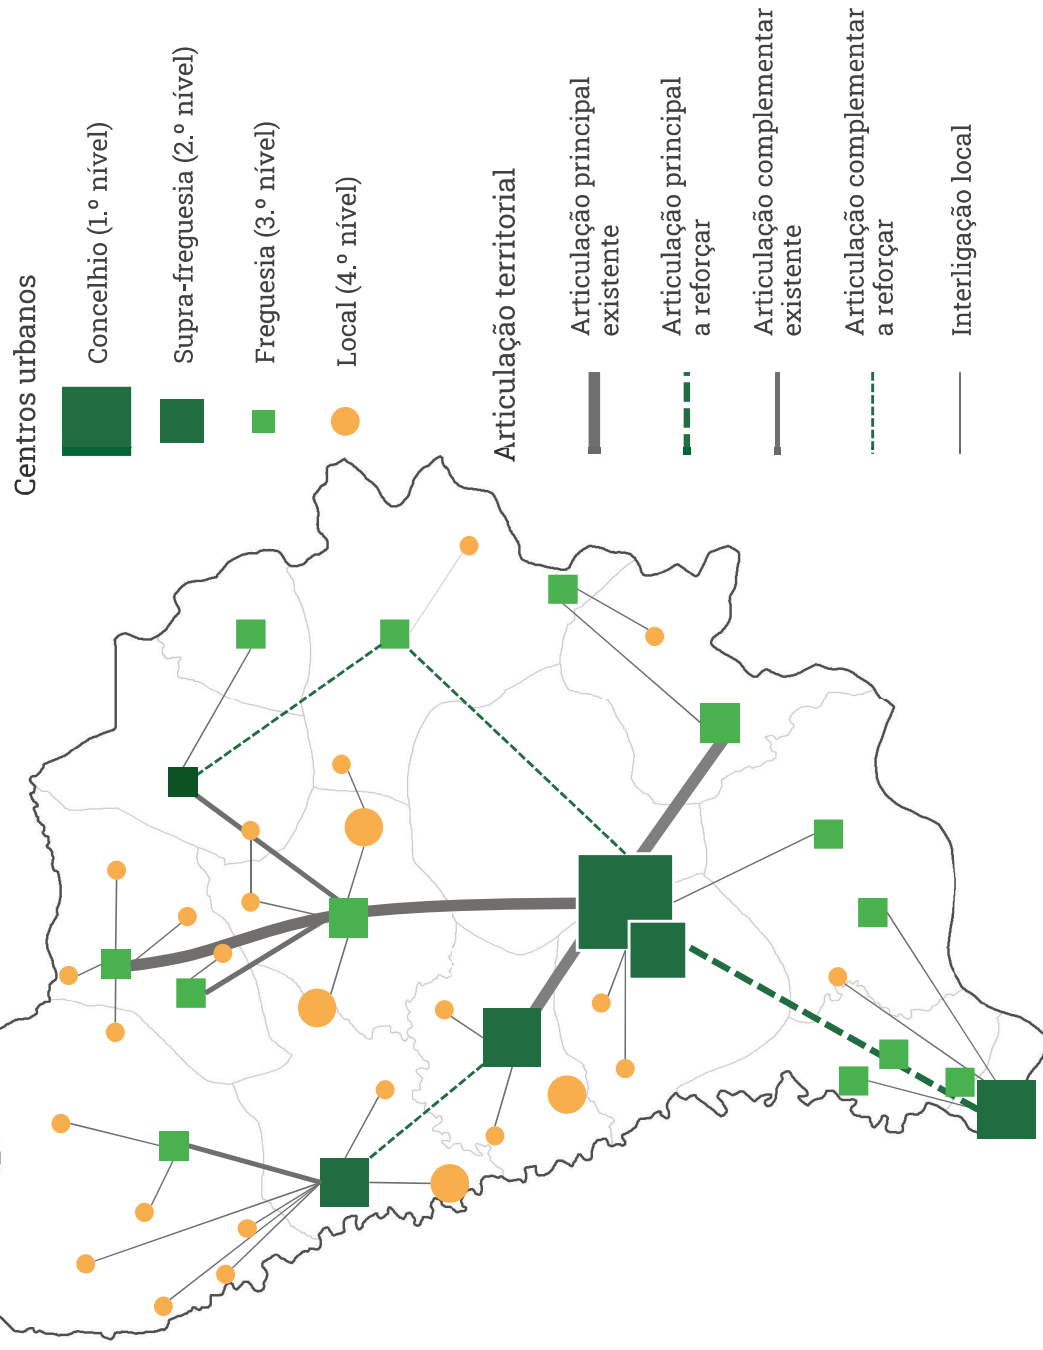 Centros urbanos
Concelhio (1.º nível)
Supra-freguesia (2.º nível)
Freguesia (3.º nível)
Local (4.º nível)
Articulação territorial
Articulação principal
existente
Articulação principal
a reforçar
Articulação complementar
existente
Articulação complementar
a reforçar
Interligação local